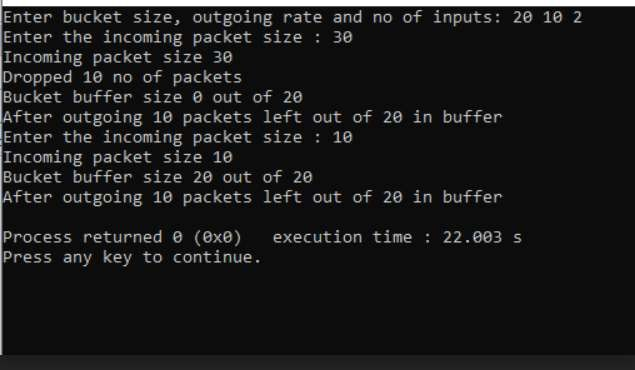 Enter bucket size, outgoing rate and no of inputs: 20 10 2
Enter the incoming packet size : 30
Incoming packet size 30
Dropped 10 no of packets
Bucket buffer size 0 out of 20
After outgoing 10 packets left out of 20 in buffer
Enter the incoming packet size : 10
Incoming packet size 10
Bucket buffer size 20 out of 20
After outgoing 10 packets left out of 20 in buffer
Process returned 0 (0x0)   execution time : 22.003 s
Press any key to continue.